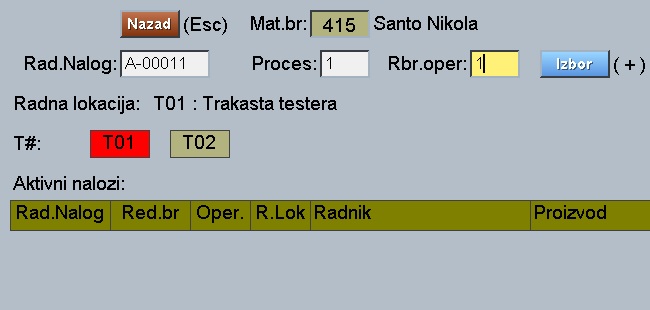 Nazad (Esc) Mat.br: 415 Santo Nikola
Rad.Nalog: A-00011 Proces: 1 Rbr.oper: 1 Izbor ( + )
Radna lokacija: T01 : Trakasta testera
T#: T01 T02
Aktivni nalozi:
Rad.Nalog Red.br Oper. R.Lok Radnik Proizvod